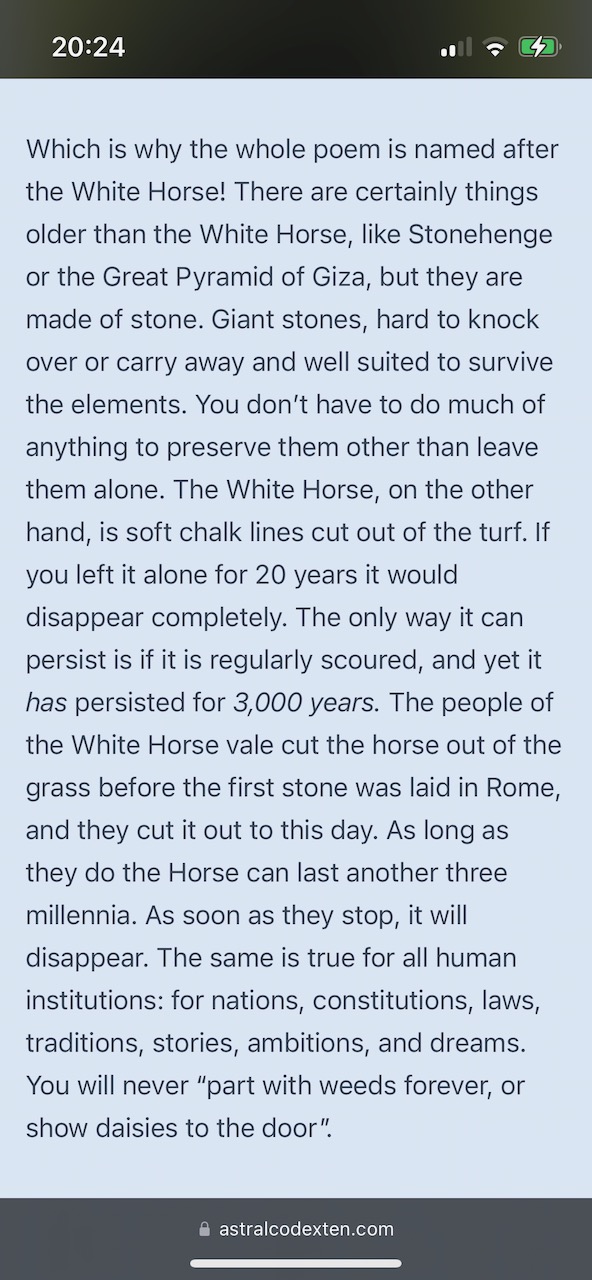 20:24
Which is why the whole poem is named after
the White Horse! There are certainly things
older than the White Horse, like Stonehenge
or the Great Pyramid of Giza, but they are
made of stone. Giant stones, hard to knock
over or carry away and well suited to survive
the elements. You don’t have to do much of
anything to preserve them other than leave
them alone. The White Horse, on the other
hand, is soft chalk lines cut out of the turf. If
you left it alone for 20 years it would
disappear completely. The only way it can
persist is if it is regularly scoured, and yet it
has persisted for 3,000 years. The people of
the White Horse vale cut the horse out of the
grass before the first stone was laid in Rome,
and they cut it out to this day. As long as
they do the Horse can last another three
millennia. As soon as they stop, it will
disappear. The same is true for all human
institutions: for nations, constitutions, laws,
traditions, stories, ambitions, and dreams.
You will never “part with weeds forever, or
show daisies to the door”.
astralcodexten.com